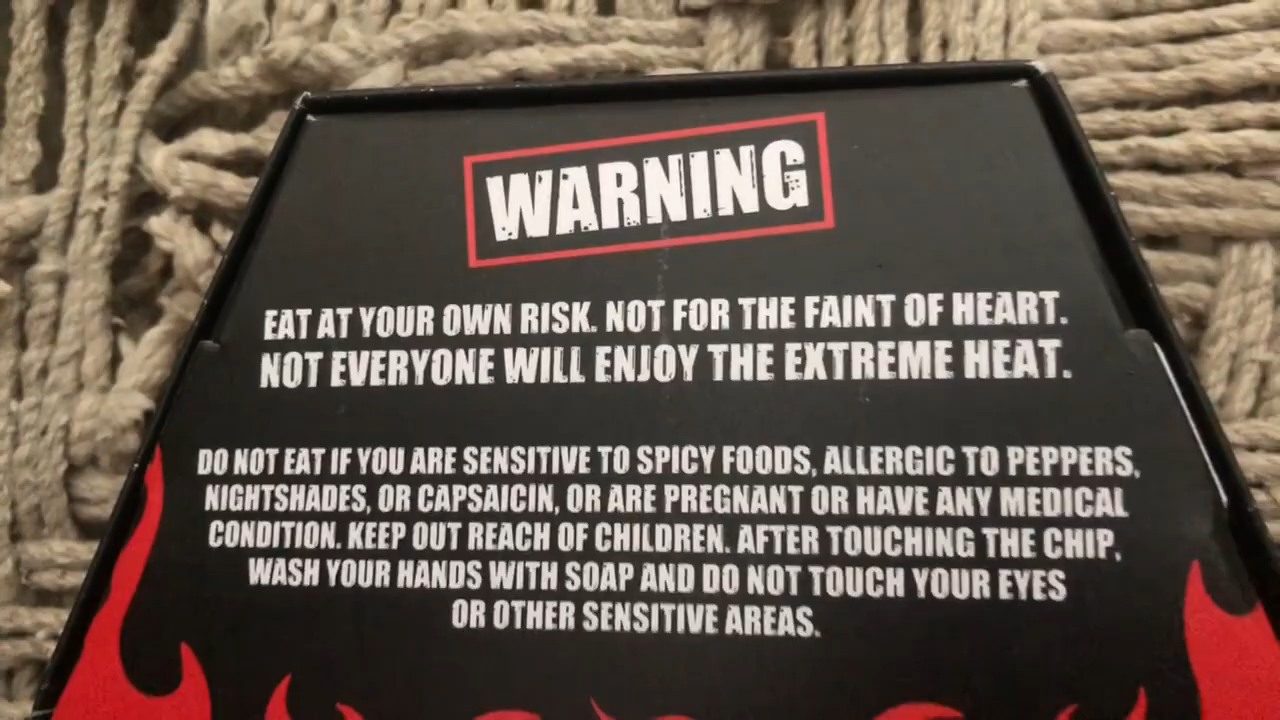 WARNING
EAT AT YOUR OWN RISK. NOT FOR THE FAINT OF HEART.
NOT EVERYONE WILL ENJOY THE EXTREME HEAT.
DO NOT EAT IF YOU ARE SENSITIVE TO SPICY FOODS, ALLERGIC TO PEPPERS,
NIGHTSHADES, OR CAPSAICIN, OR ARE PREGNANT OR HAVE ANY MEDICAL
CONDITION. KEEP OUT REACH OF CHILDREN. AFTER TOUCHING THE CHIP,
WASH YOUR HANDS WITH SOAP AND DO NOT TOUCH YOUR EYES
OR OTHER SENSITIVE AREAS.